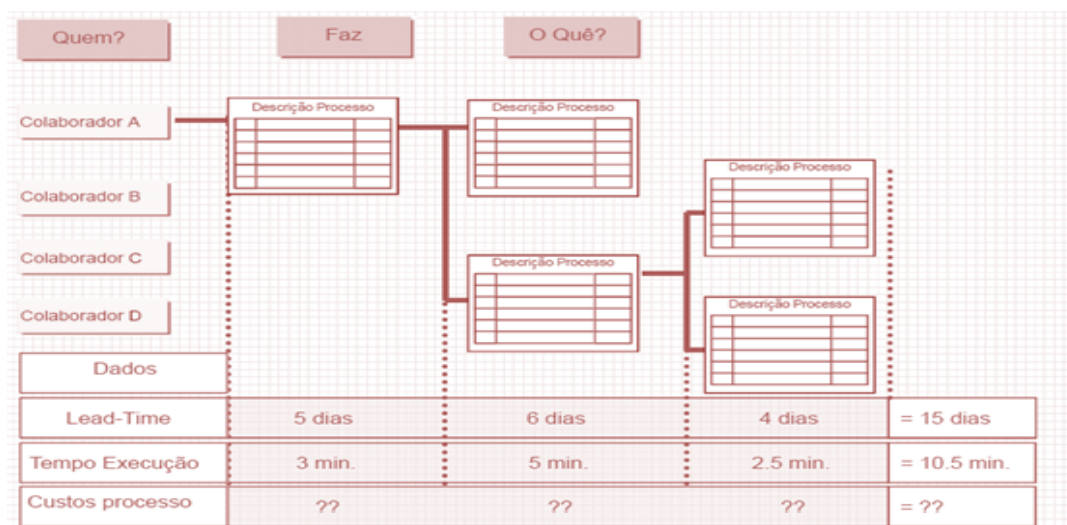 Quem?
Faz
O Quê?
Colaborador A
Descrição Processo
Descrição Processo
Descrição Processo
Colaborador B
Colaborador C
Descrição Processo
Colaborador D
Descrição Processo
Dados
Lead-Time 5 dias 6 dias 4 dias = 15 dias
Tempo Execução 3 min. 5 min. 2.5 min. = 10.5 min.
Custos processo ?? ?? ?? = ??